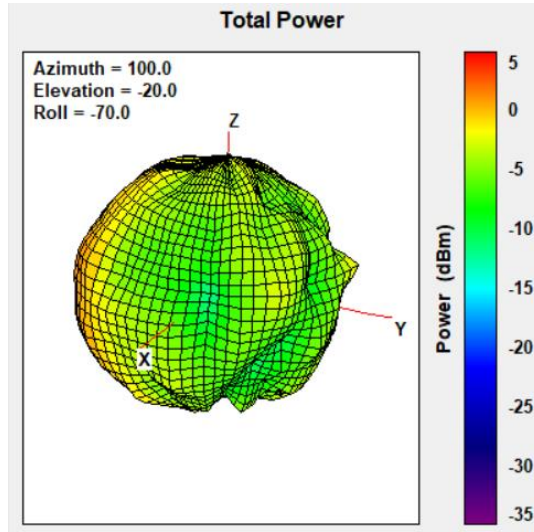 Total Power
Azimuth = 100.0
Elevation = -20.0
Roll = -70.0
Z
Y
X
Power (dBm)
5
0
-5
-10
-15
-20
-25
-30
-35